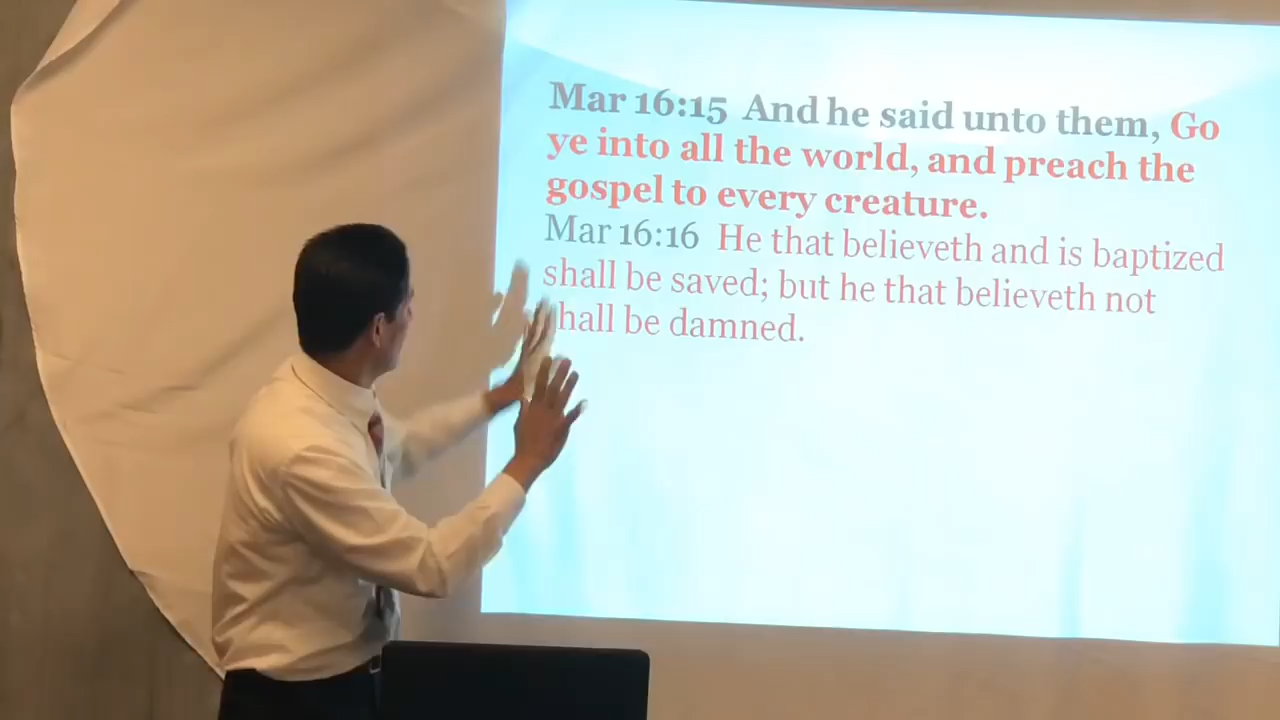 Mar 16:15 And he said unto them, Go
ye into all the world, and preach the
gospel to every creature.
Mar 16:16 He that believeth and is baptized
shall be saved; but he that believeth not
shall be damned.